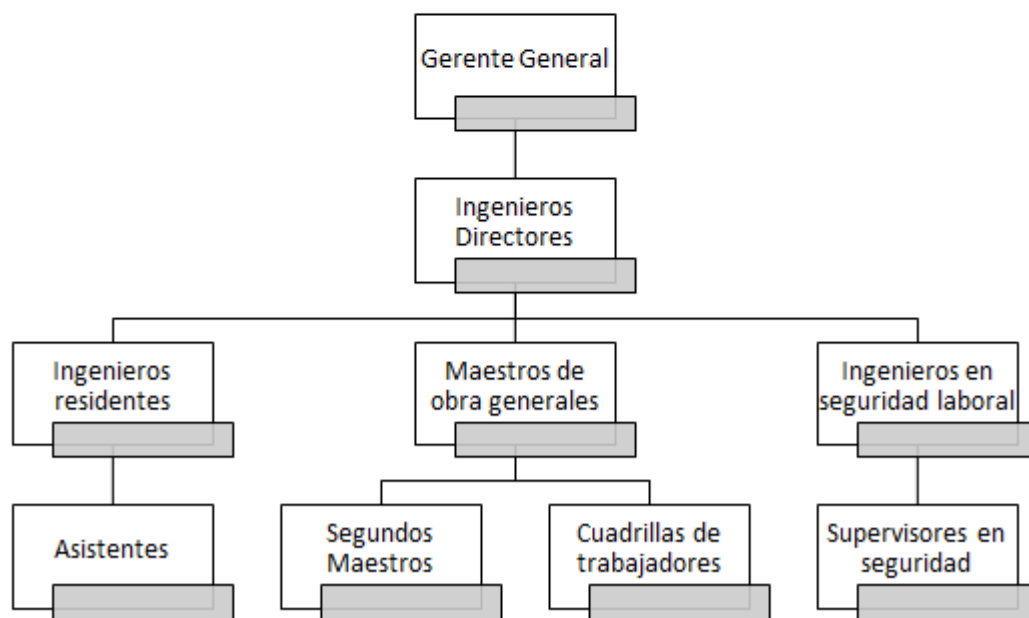 Gerente General
Ingenieros
Directores
Ingenieros
residentes
Maestros de
obra generales
Ingenieros en
seguridad laboral
Asistentes
Segundos
Maestros
Cuadrillas de
trabajadores
Supervisores en
seguridad